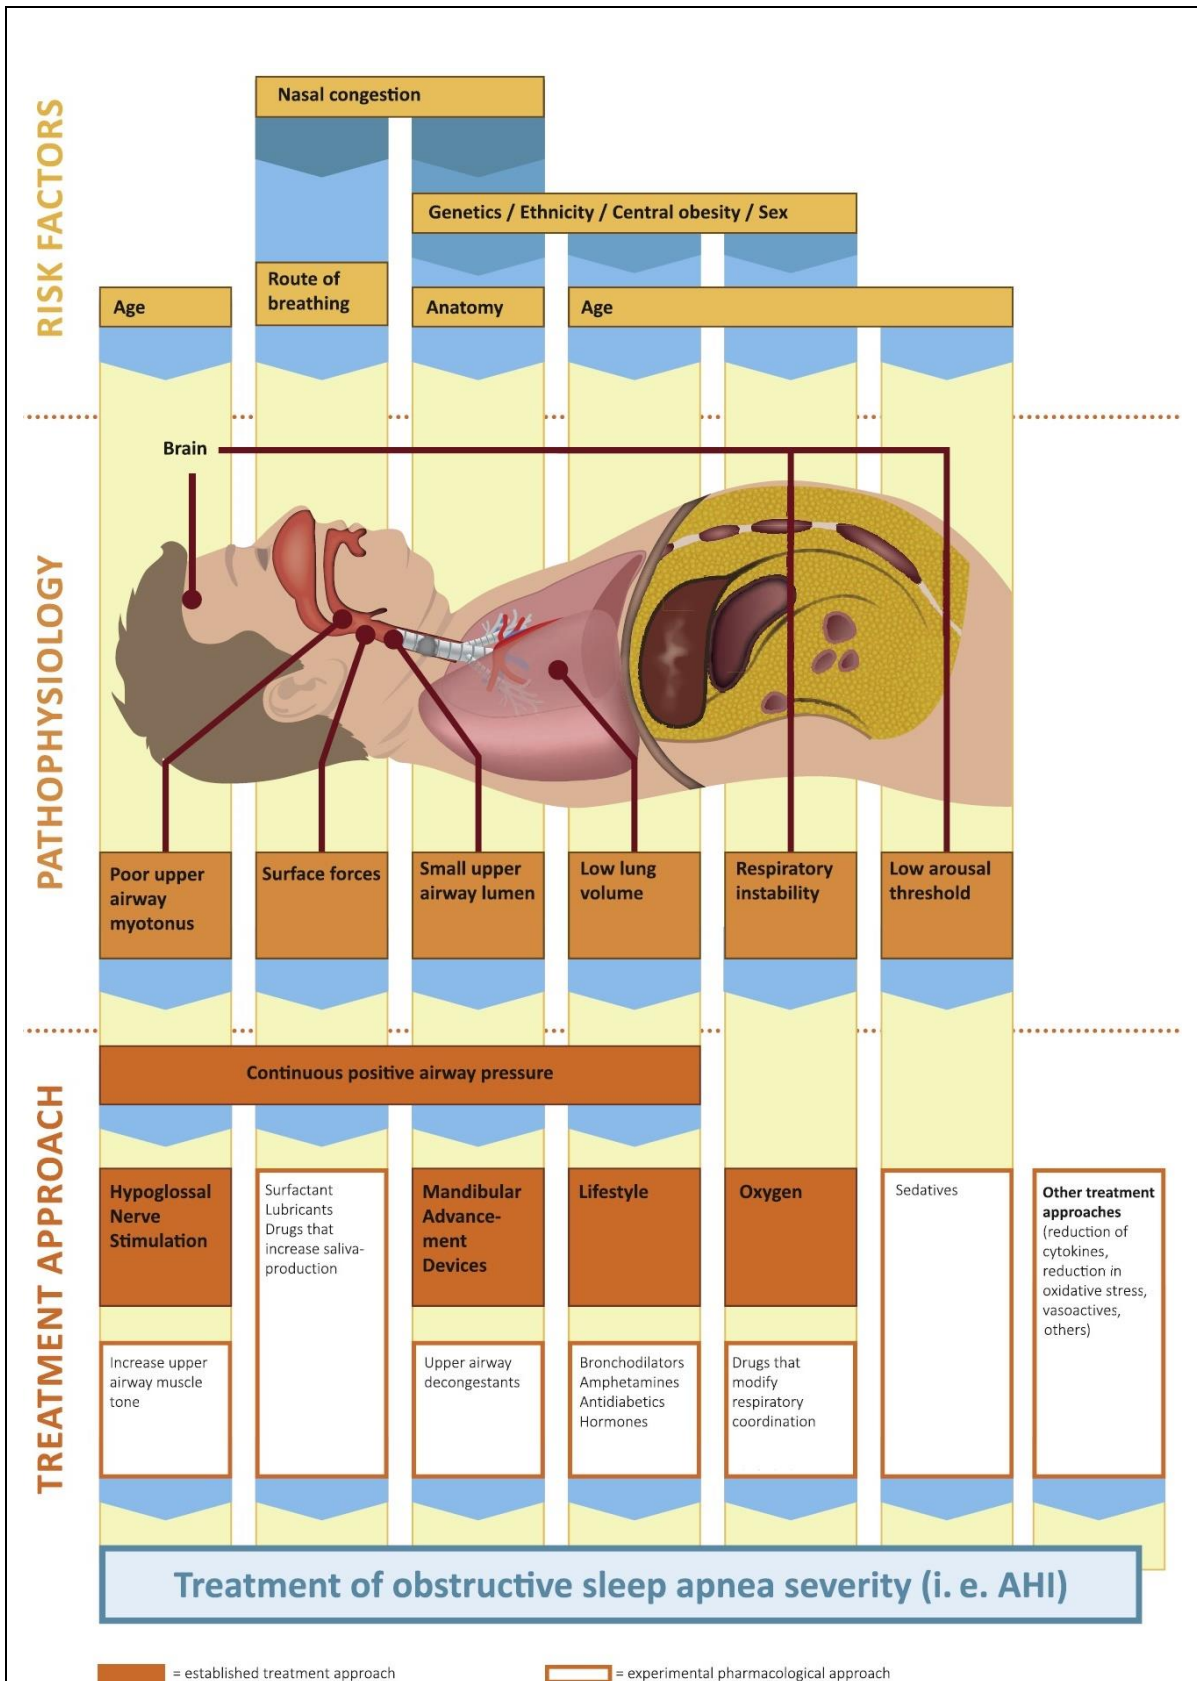 RISK FACTORS
Nasal congestion
Genetics / Ethnicity / Central obesity / Sex
Age
Route of
breathing
Anatomy
Age
PATHOPHYSIOLOGY
Brain
Poor upper
airway
myotonus
Surface forces
Small upper
airway lumen
Low lung
volume
Respiratory
instability
Low arousal
threshold
TREATMENT APPROACH
Continuous positive airway pressure
Hypoglossal
Nerve
Stimulation
Surfactant
Lubricants
Drugs that
increase saliva-
production
Mandibular
Advance-
ment
Devices
Lifestyle
Oxygen
Sedatives
Other treatment
approaches
(reduction of
cytokines,
reduction in
oxidative stress,
vasoactives,
others)
Increase upper
airway muscle
tone
Upper airway
decongestants
Bronchodilators
Amphetamines
Antidiabetics
Hormones
Drugs that
modify
respiratory
coordination
Treatment of obstructive sleep apnea severity (i. e. AHI)
= established treatment approach
= experimental pharmacological approach